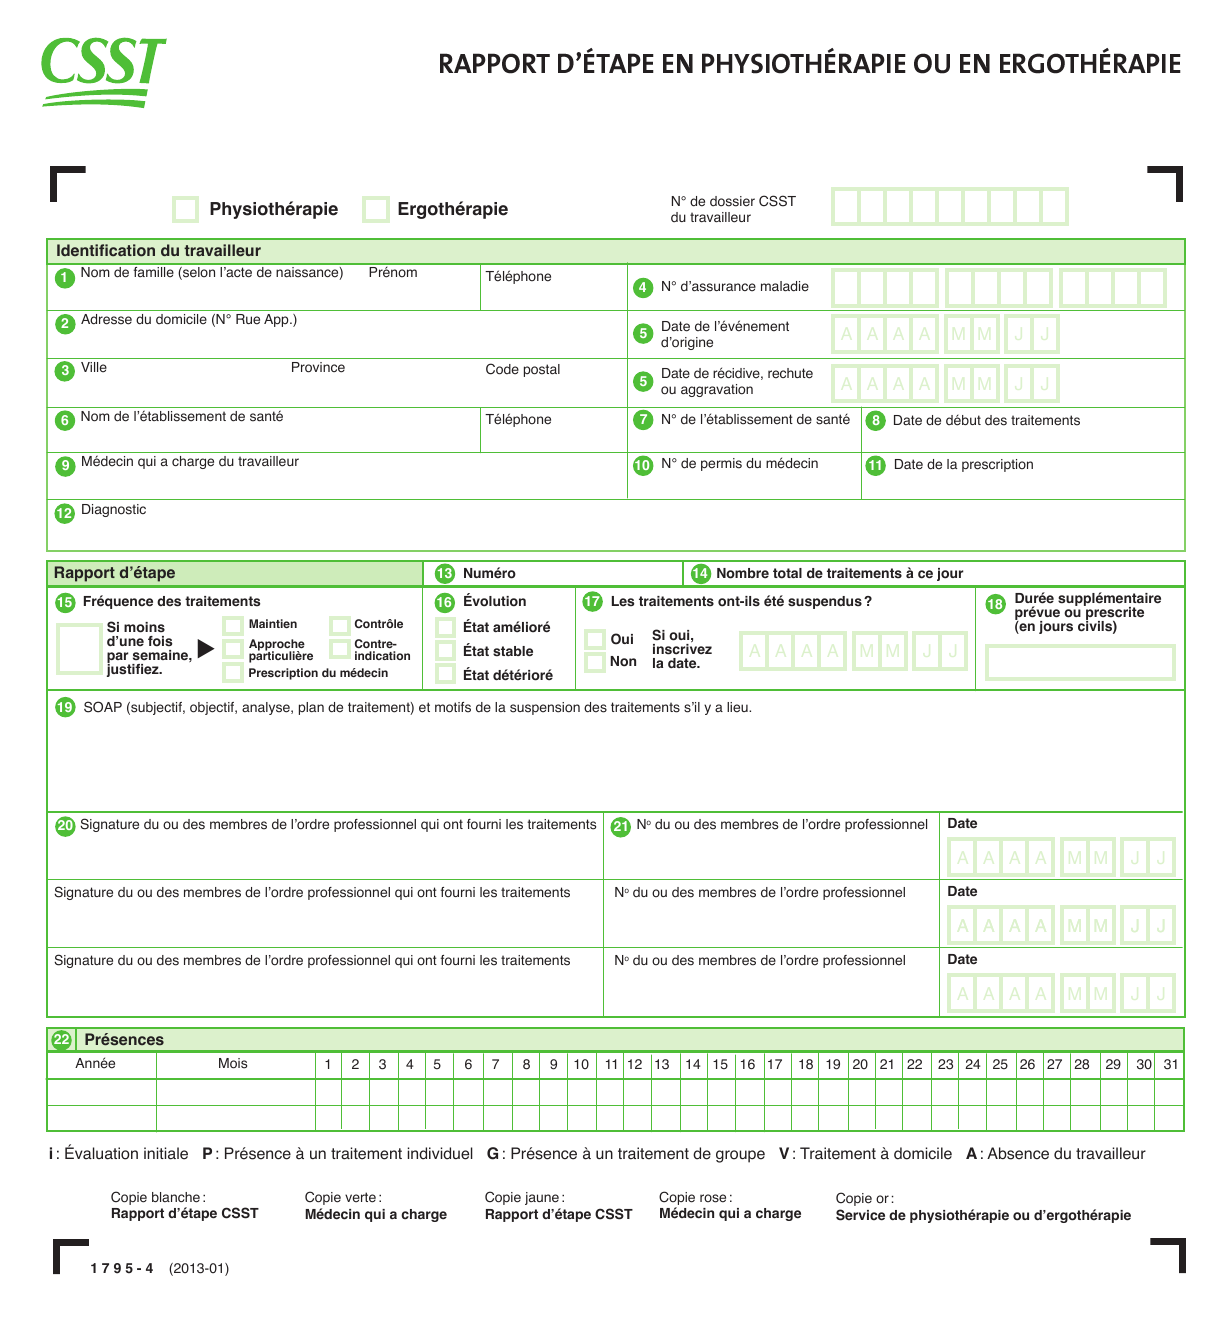 CSST
RAPPORT D'ÉTAPE EN PHYSIOTHÉRAPIE OU EN ERGOTHÉRAPIE
Physiothérapie Ergothérapie
N° de dossier CSST
du travailleur
Identification du travailleur
1 Nom de famille (selon l'acte de naissance) Prénom Téléphone
4 N° d'assurance maladie
2 Adresse du domicile (N° Rue App.)
5 Date de l'événement
d'origine
A A A A M M J J
3 Ville Province Code postal
5 Date de récidive, rechute
ou aggravation
A A A A M M J J
6 Nom de l'établissement de santé Téléphone
7 N° de l'établissement de santé
8 Date de début des traitements
9 Médecin qui a charge du travailleur
10 N° de permis du médecin
11 Date de la prescription
12 Diagnostic
Rapport d'étape
13 Numéro
14 Nombre total de traitements à ce jour
15 Fréquence des traitements
Si moins
d'une fois
par semaine,
justifiez.
Maintien
Approche
particulière
Prescription du médecin
Contrôle
Contre-
indication
16 Évolution
État amélioré
État stable
État détérioré
17 Les traitements ont-ils été suspendus ?
Oui
Non
Si oui,
inscrivez
la date.
A A A A M M J J
18 Durée supplémentaire
prévue ou prescrite
(en jours civils)
19 SOAP (subjectif, objectif, analyse, plan de traitement) et motifs de la suspension des traitements s'il y a lieu.
20 Signature du ou des membres de l'ordre professionnel qui ont fourni les traitements
21 Nº du ou des membres de l'ordre professionnel
Date
A A A A M M J J
Signature du ou des membres de l'ordre professionnel qui ont fourni les traitements
Nº du ou des membres de l'ordre professionnel
Date
A A A A M M J J
Signature du ou des membres de l'ordre professionnel qui ont fourni les traitements
Nº du ou des membres de l'ordre professionnel
Date
A A A A M M J J
22 Présences
Année Mois 1 2 3 4 5 6 7 8 9 10 11 12 13 14 15 16 17 18 19 20 21 22 23 24 25 26 27 28 29 30 31
i : Évaluation initiale P : Présence à un traitement individuel G : Présence à un traitement de groupe V : Traitement à domicile A : Absence du travailleur
Copie blanche :
Rapport d'étape CSST
Copie verte :
Médecin qui a charge
Copie jaune :
Rapport d'étape CSST
Copie rose :
Médecin qui a charge
Copie or :
Service de physiothérapie ou d'ergothérapie
1 7 9 5 - 4 (2013-01)